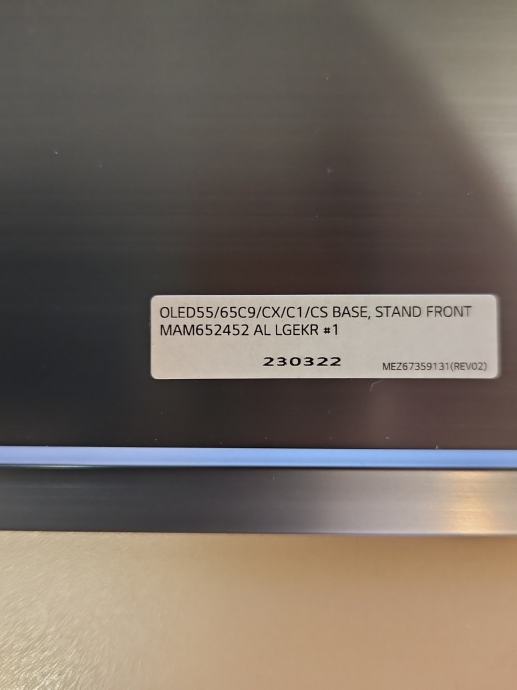 OLED55/65C9/CX/C1/CS BASE, STAND FRONT
MAM652452 AL LGEKR #1
230322
MEZ67359131(REV02)